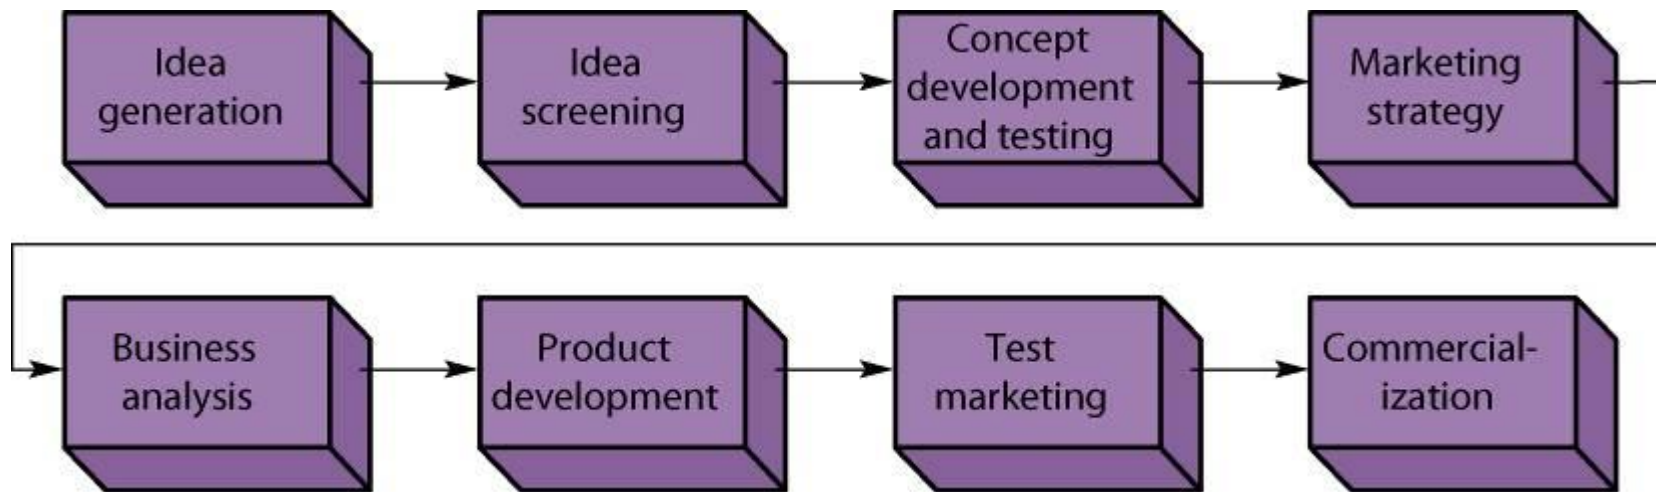 Idea
generation
Idea
screening
Concept
development
and testing
Marketing
strategy
Business
analysis
Product
development
Test
marketing
Commercial-
ization